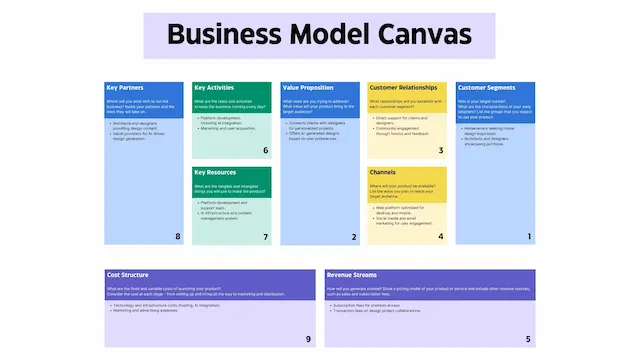 Business Model Canvas
Key Partners
Who will you work with to run the
business? Name your partners and the
roles they will take on.
Architects and designers
providing design content.
SaaS providers for AI-driven
design generation.
8
Key Activities
What are the tasks and activities
to keep the business running every day?
Platform development,
including AI integration.
Marketing and user acquisition.
6
Key Resources
What are the tangible and intangible
things you will use to make the product?
Platform development and
support team.
AI infrastructure and content
management system.
7
Value Proposition
What need are you trying to address?
What value will your product bring to the
target audience?
Connects clients with designers
for personalized projects.
Offers AI-generated designs
based on user preferences.
2
Customer Relationships
What relationships will you establish with
each customer segment?
Direct support for clients and
designers.
Community engagement
through forums and feedback.
3
Channels
Where will your product be available?
List the ways you plan to reach your
target audience.
Web platform optimized for
desktop and mobile.
Social media and email
marketing for user engagement.
4
Customer Segments
Who is your target market?
What are the characteristics of your early
adopters? List the groups that you expect
to use your product
Homeowners seeking house
design inspiration.
Architects and designers
showcasing portfolios.
1
Cost Structure
What are the fixed and variable costs of launching your product?
Consider the cost at each stage - from setting up and hiring all the way to marketing and distribution.
Technology and infrastructure costs (hosting, AI integration).
Marketing and advertising expenses.
9
Revenue Streams
How will you generate income? Show a pricing model of your product or service and include other revenue sources,
such as sales and subscription fees.
Subscription fees for premium access.
Transaction fees on design project collaborations.
5